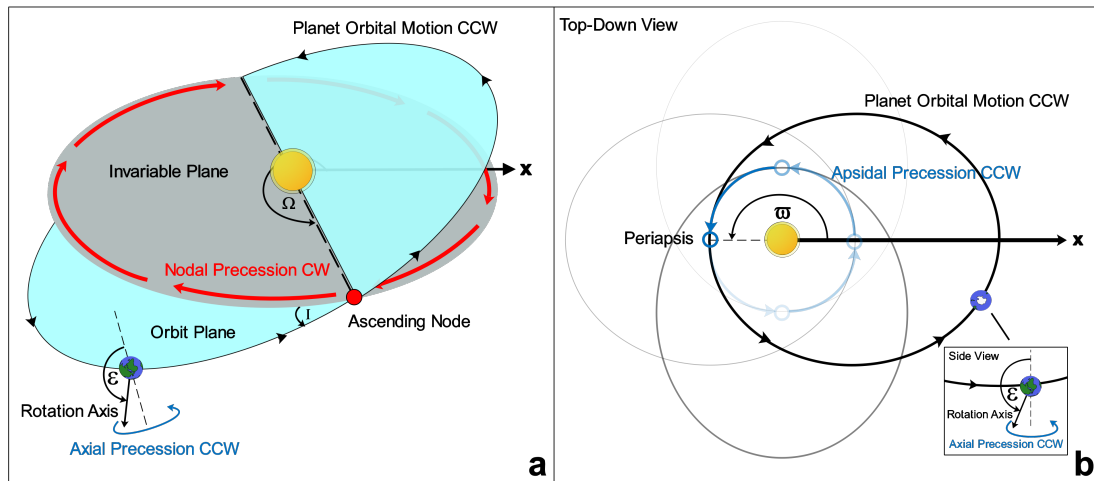 Planet Orbital Motion CCW
x
Invariable Plane
Ω
Nodal Precession CW
I
Ascending Node
Orbit Plane
ε
Rotation Axis
Axial Precession CCW
a
Top-Down View
Planet Orbital Motion CCW
Apsidal Precession CCW
ϖ
Periapsis
x
Side View
ε
Rotation Axis
Axial Precession CCW
b